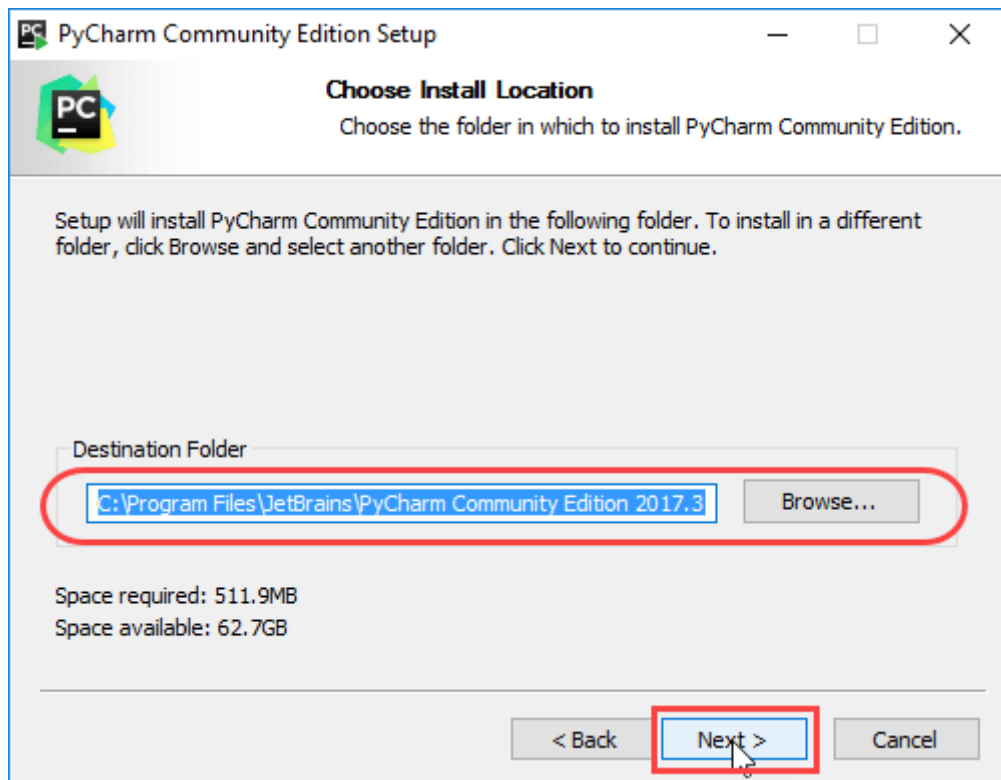 PyCharm Community Edition Setup
PC
Choose Install Location
Choose the folder in which to install PyCharm Community Edition.
Setup will install PyCharm Community Edition in the following folder. To install in a different
folder, click Browse and select another folder. Click Next to continue.
Destination Folder
C:\Program Files\JetBrains\PyCharm Community Edition 2017.3
Browse...
Space required: 511.9MB
Space available: 62.7GB
< Back
Next >
Cancel